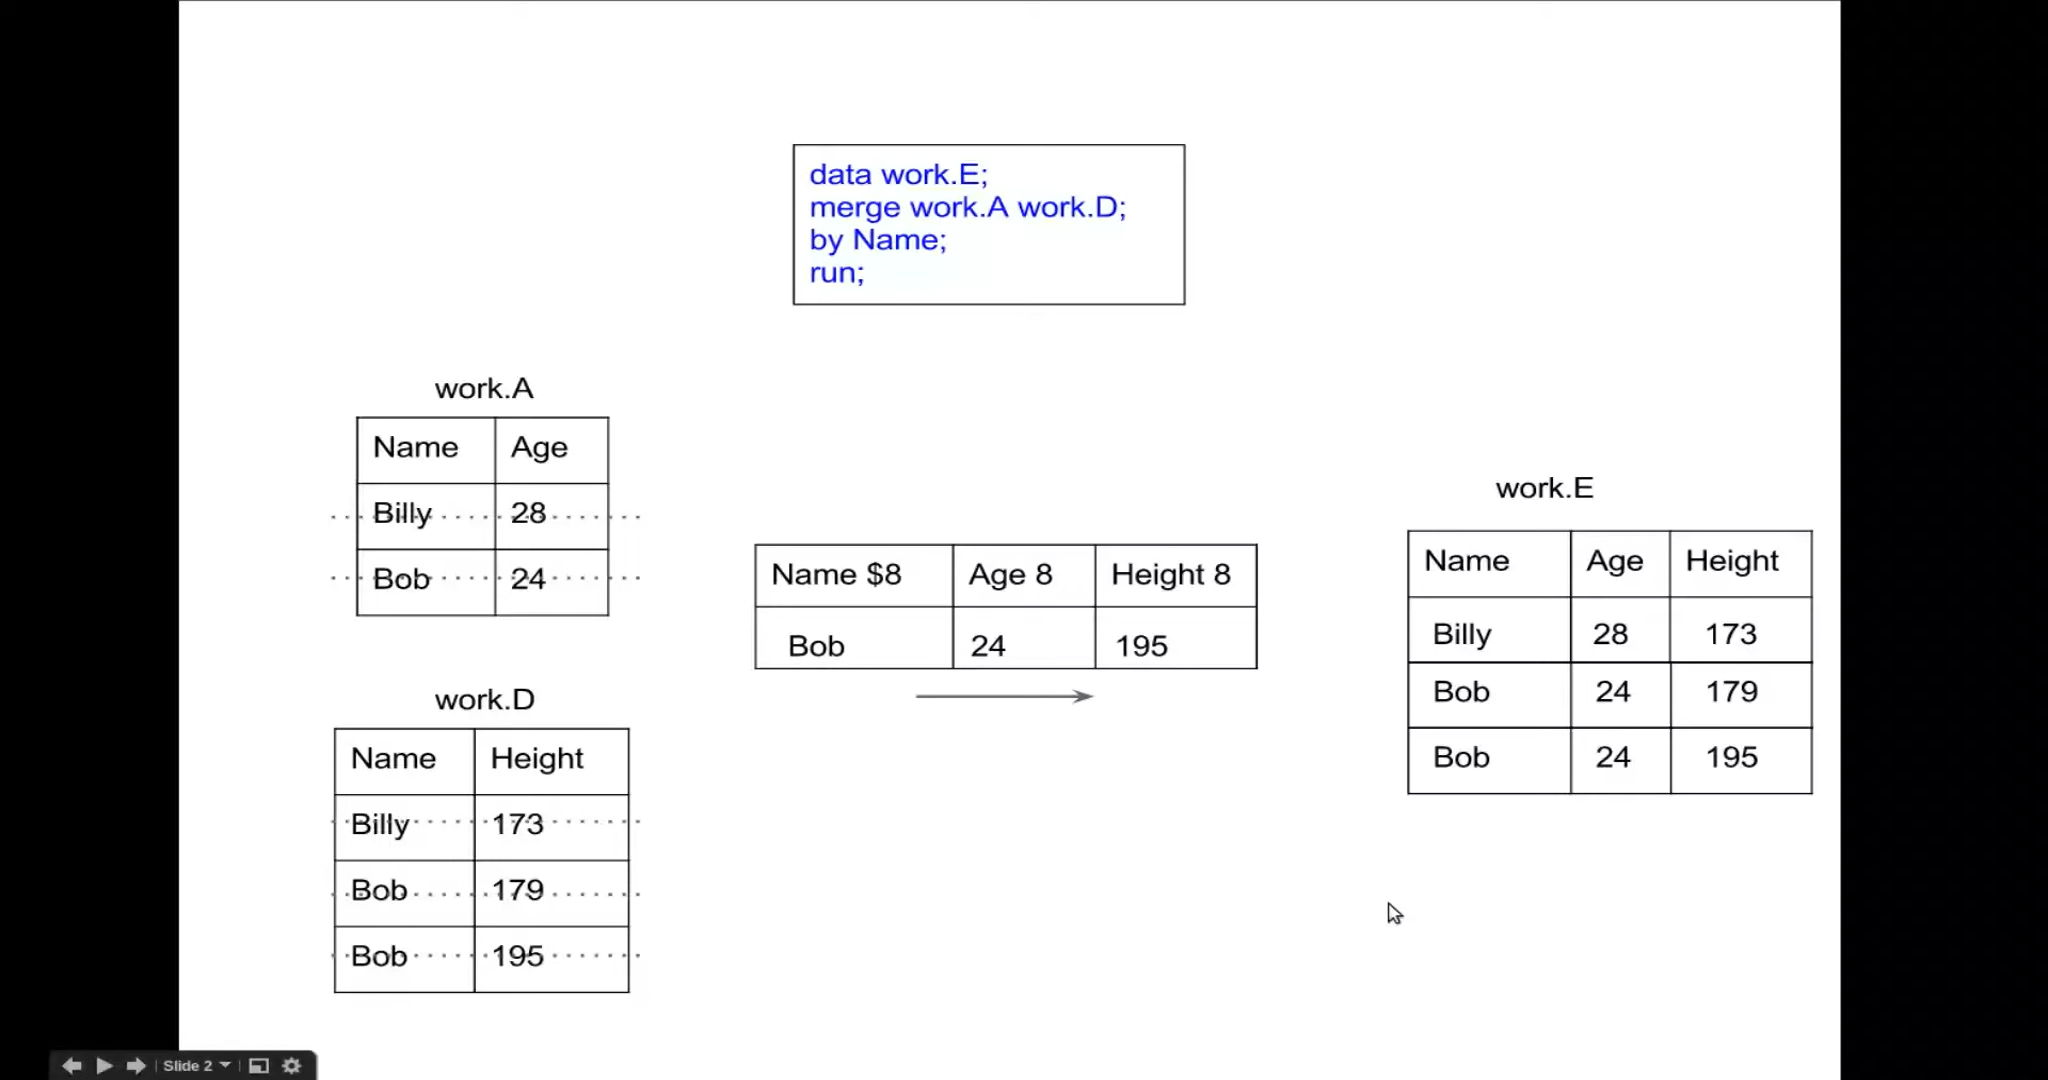 data work.E;
merge work.A work.D;
by Name;
run;
work.A
Name Age
Billy 28
Bob 24
work.D
Name Height
Billy 173
Bob 179
Bob 195
Name $8 Age 8 Height 8
Bob 24 195
work.E
Name Age Height
Billy 28 173
Bob 24 179
Bob 24 195
Slide 2